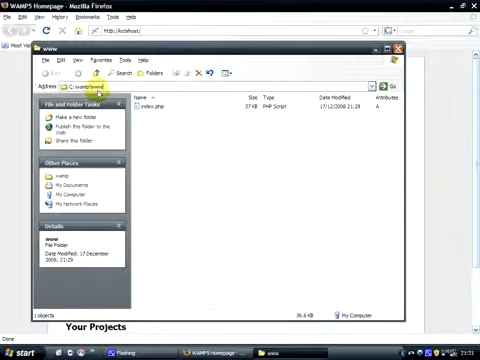 WAMP5 Homepage - Mozilla Firefox
File Edit View History Bookmarks Tools Help
http://localhost/
Most Visi
www
File Edit View Favorites Tools Help
Back Search Folders
Address C:\wamp\www Go
File and Folder Tasks
Make a new folder
Publish this folder to the
Web
Share this folder
Other Places
wamp
My Documents
My Computer
My Network Places
Details
www
File Folder
Date Modified: 17 December
2008, 21:29
Name Size Type Date Modified Attributes
index.php 37 KB PHP Script 17/12/2008 21:29 A
1 objects 36.6 KB My Computer
Your Projects
Done
start Flashing WAMP5 Homepage - ... www 21:31